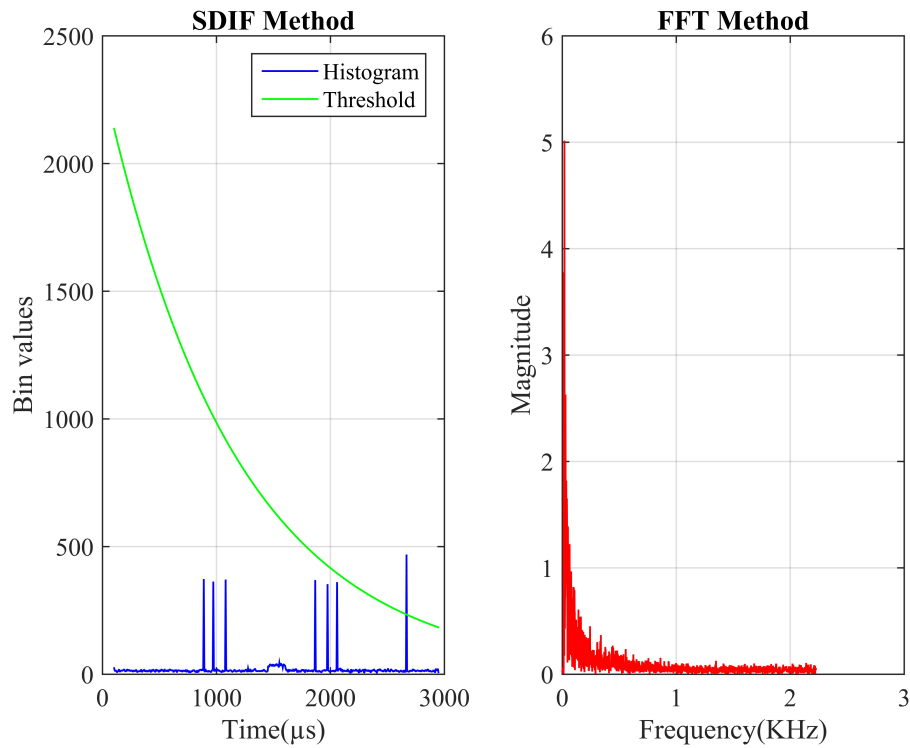 SDIF Method
2500
2000
1500
1000
500
0
Bin values
0
1000
2000
3000
Time(µs)
Histogram
Threshold
FFT Method
6
5
4
3
2
1
0
Magnitude
0
1
2
3
Frequency(KHz)